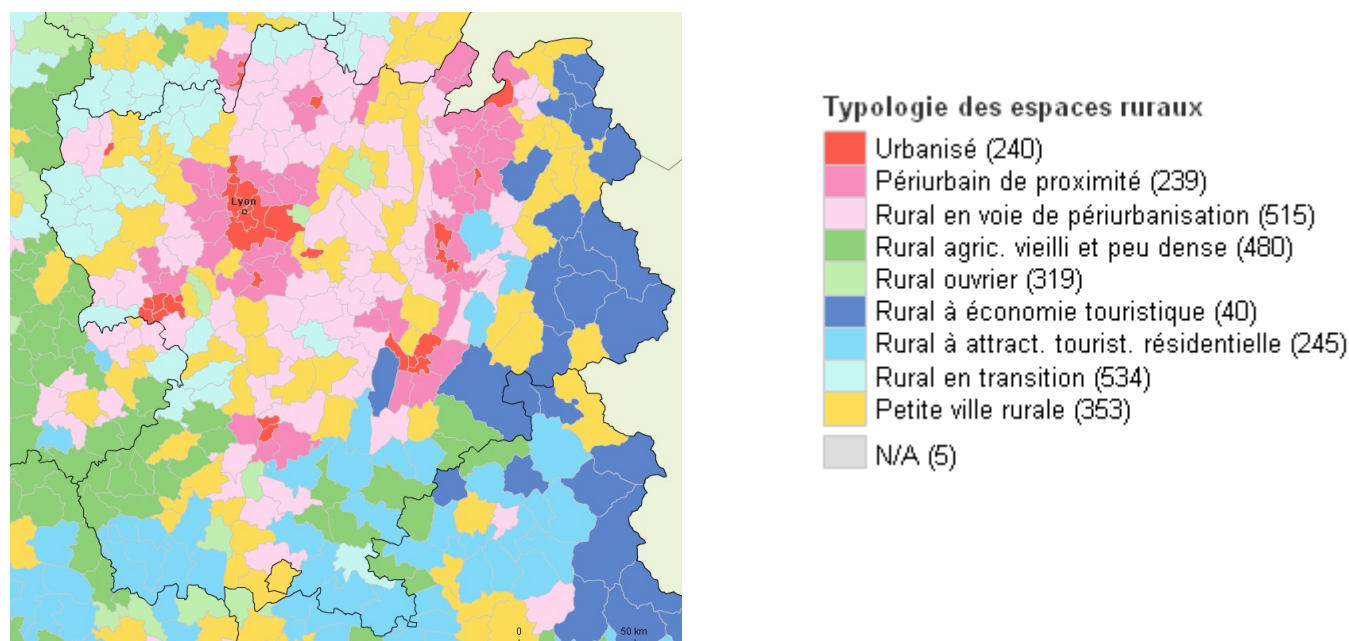 Lyon
0 50 km
Typologie des espaces ruraux
Urbanisé (240)
Périurbain de proximité (239)
Rural en voie de périurbanisation (515)
Rural agric. vieilli et peu dense (480)
Rural ouvrier (319)
Rural à économie touristique (40)
Rural à attract. tourist. résidentielle (245)
Rural en transition (534)
Petite ville rurale (353)
N/A (5)